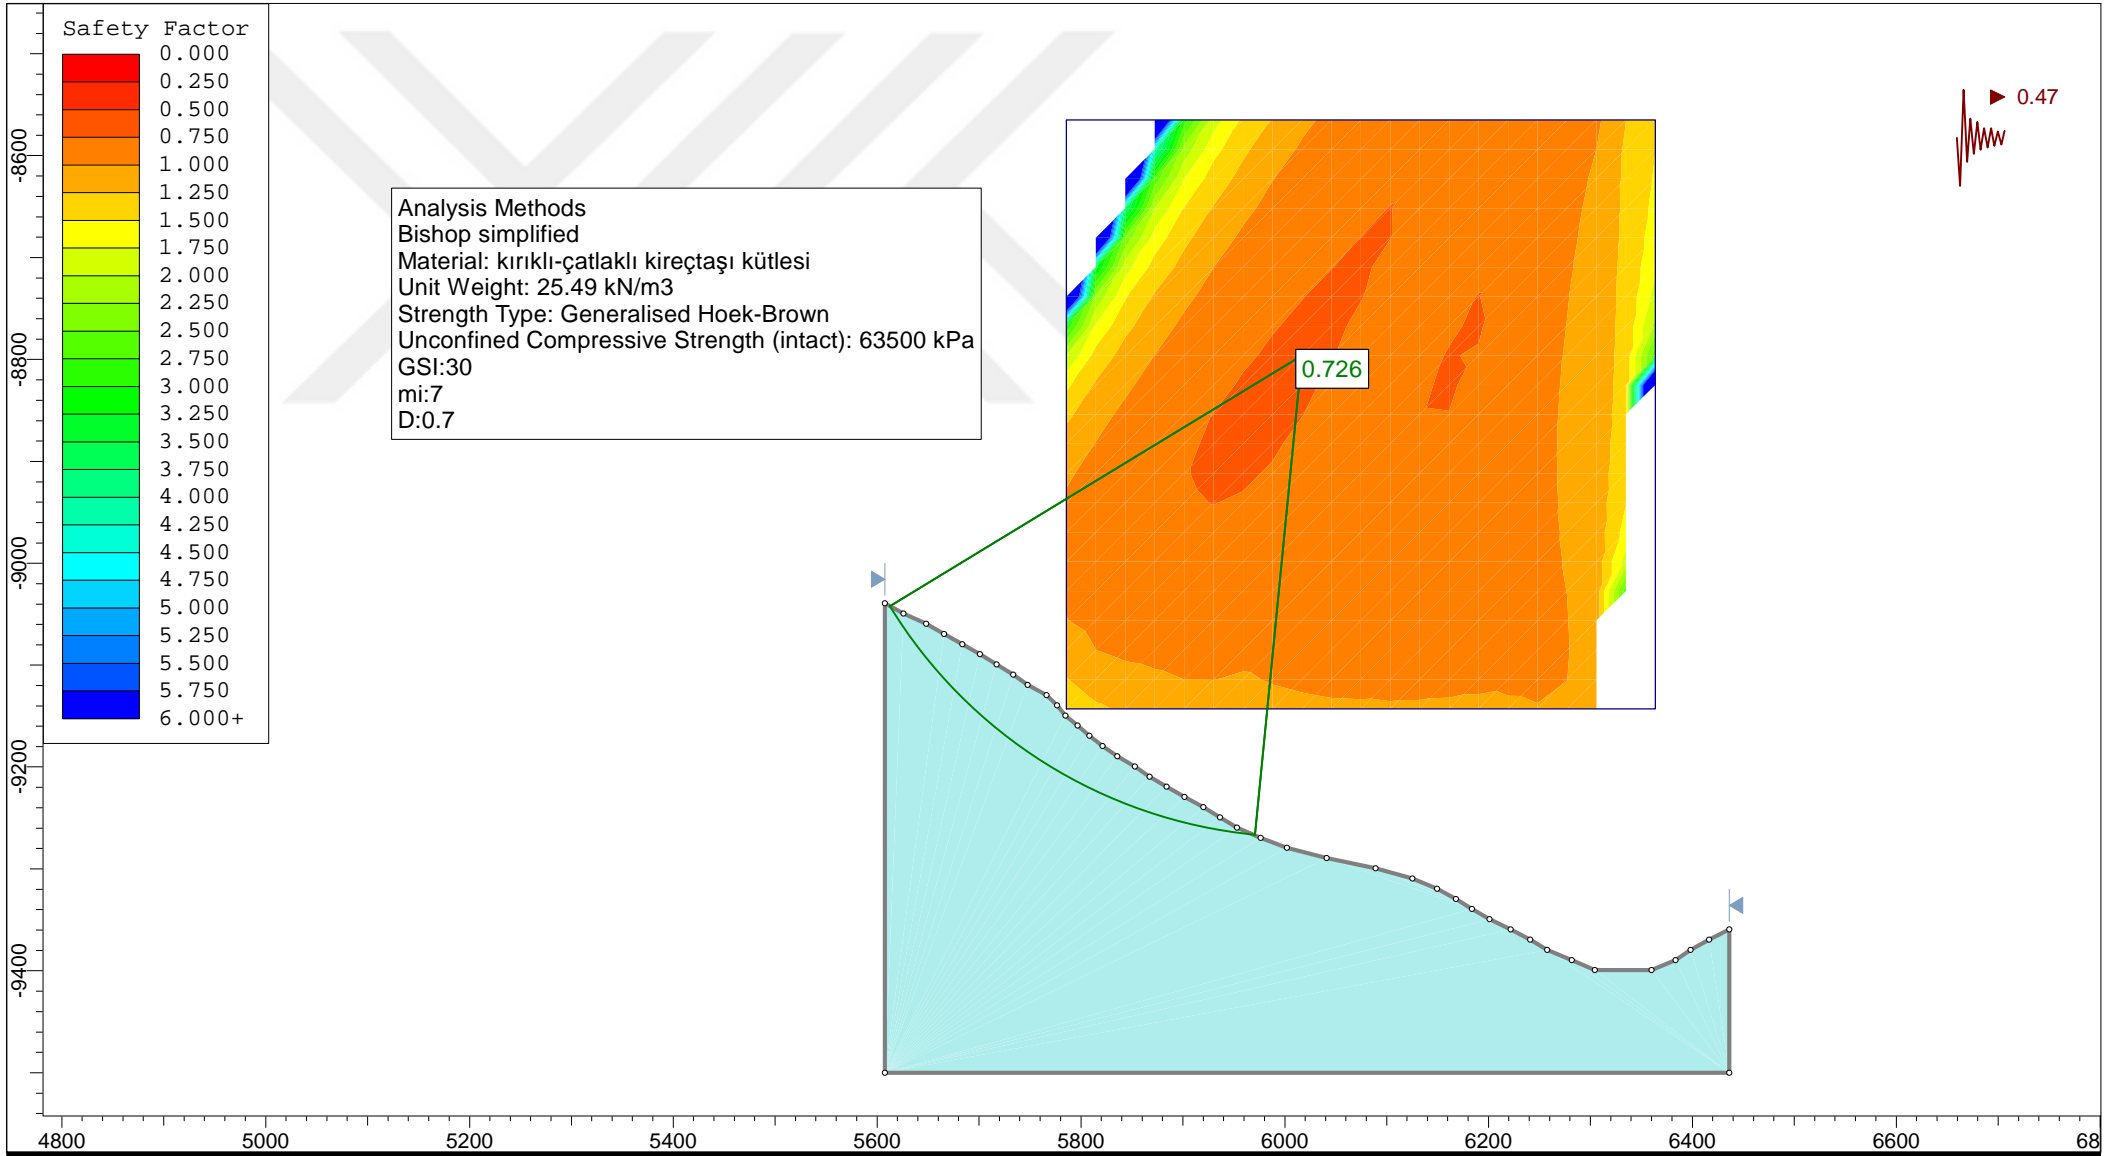 Safety Factor
0.000
0.250
0.500
0.750
1.000
1.250
1.500
1.750
2.000
2.250
2.500
2.750
3.000
3.250
3.500
3.750
4.000
4.250
4.500
4.750
5.000
5.250
5.500
5.750
6.000+
Analysis Methods
Bishop simplified
Material: kırıklı-çatlaklı kireçtaşı kütlesi
Unit Weight: 25.49 kN/m3
Strength Type: Generalised Hoek-Brown
Unconfined Compressive Strength (intact): 63500 kPa
GSI:30
mi:7
D:0.7
0.47
0.726
-8600
-8800
-9000
-9200
-9400
4800 5000 5200 5400 5600 5800 6000 6200 6400 6600 68